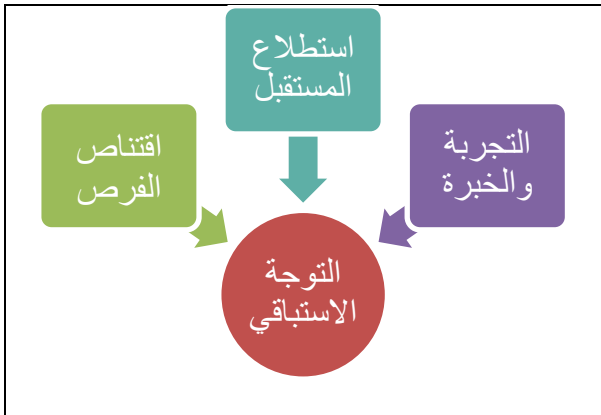 استطلاع
المستقبل
التجربة
والخبرة
اقتناص
الفرص
التوجة
الاستباقي